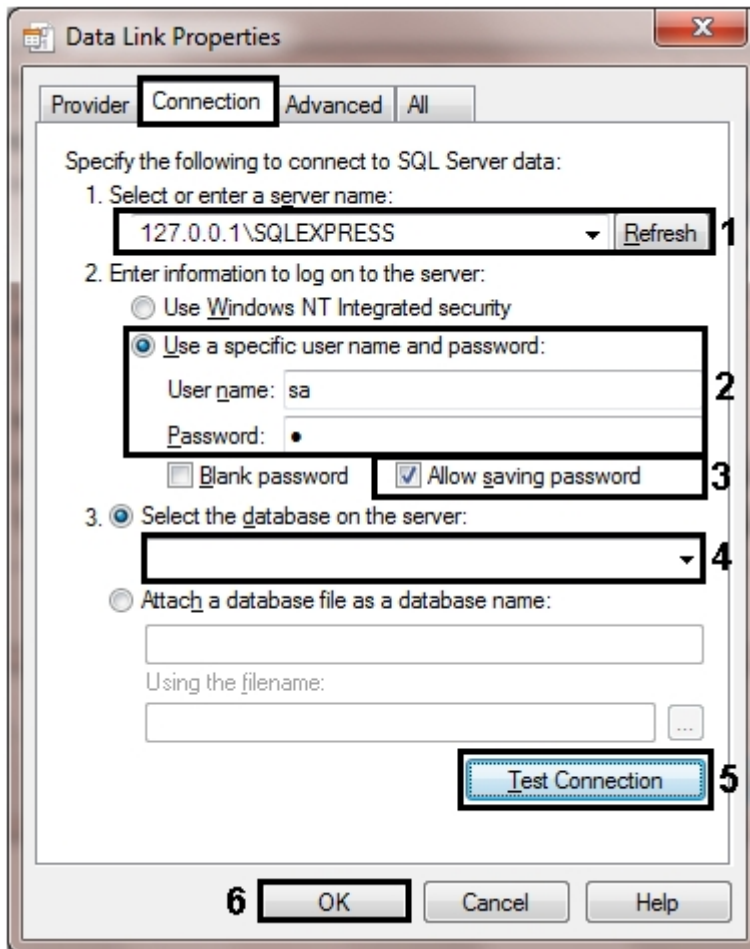 Data Link Properties
Provider Connection Advanced All
Specify the following to connect to SQL Server data:
1. Select or enter a server name:
127.0.0.1\SQLEXPRESS Refresh 1
2. Enter information to log on to the server:
Use Windows NT Integrated security
Use a specific user name and password:
User name: sa 2
Password: ●
Blank password Allow saving password 3
3. Select the database on the server:
4
Attach a database file as a database name:
Using the filename:
...
Test Connection 5
6 OK Cancel Help